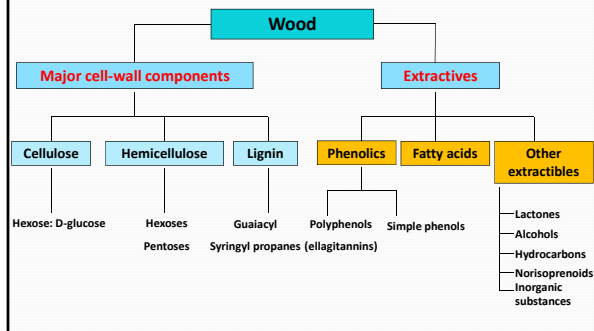 Wood
Major cell-wall components
Extractives
Cellulose
Hemicellulose
Lignin
Phenolics
Fatty acids
Other
extractibles
Hexose: D-glucose
Hexoses
Pentoses
Guaiacyl
Syringyl propanes
Polyphenols
(ellagitannins)
Simple phenols
Lactones
Alcohols
Hydrocarbons
Norisoprenoids
Inorganic
substances